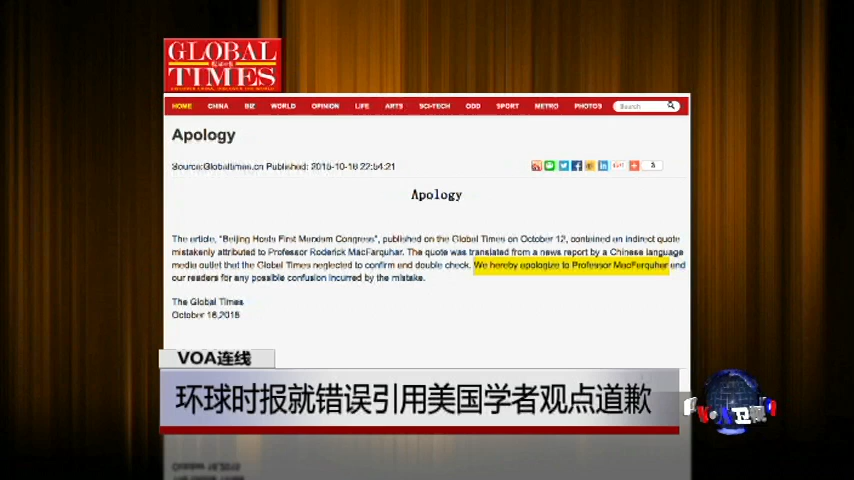 GLOBAL
TIMES
HOME CHINA BIZ WORLD OPINION LIFE ARTS SCI-TECH ODD SPORT METRO PHOTOS Search
Apology
Source:Globaltimes.cn Published: 2015-10-16 22:54:21
3
Apology
The article, "Beijing Hosts First Marxism Congress", published on the Global Times on October 12, contained an indirect quote
mistakenly attributed to Professor Roderick MacFarquhar. The quote was translated from a news report by a Chinese language
media outlet that the Global Times neglected to confirm and double check. We hereby apologize to Professor MacFarquhar and
our readers for any possible confusion incurred by the mistake.
The Global Times
October 16,2015
VOA连线
环球时报就错误引用美国学者观点道歉
VOA卫视